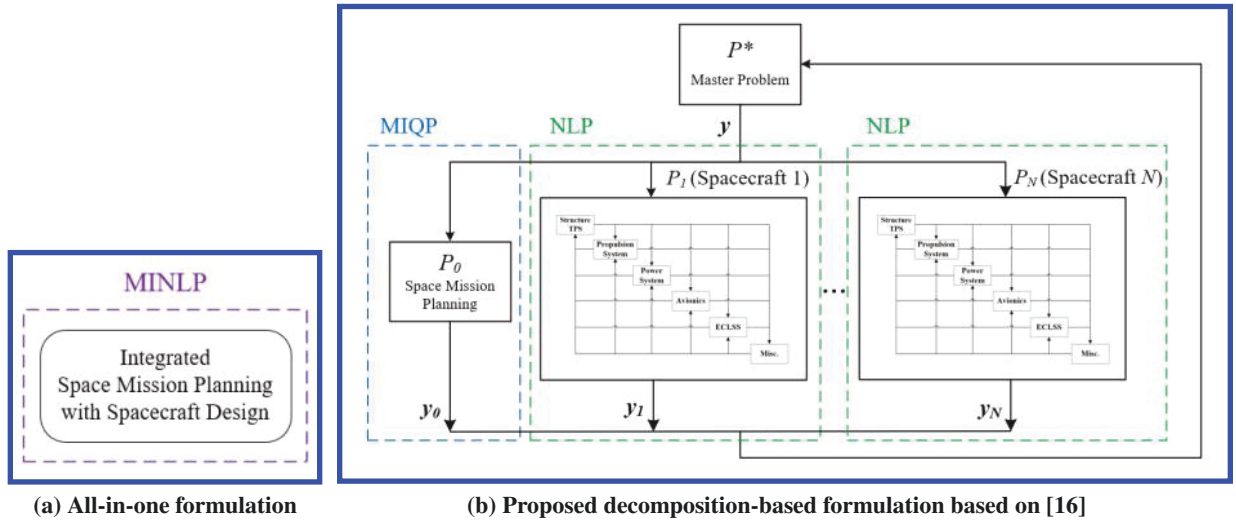 MINLP
Integrated
Space Mission Planning
with Spacecraft Design
(a) All-in-one formulation
P*
Master Problem
y
MIQP
NLP
NLP
P0
Space Mission
Planning
y0
P1 (Spacecraft 1)
Structure
TPS
Propulsion
System
Power
System
Avionics
ECLSS
Misc.
y1
...
PN (Spacecraft N)
Structure
TPS
Propulsion
System
Power
System
Avionics
ECLSS
Misc.
yN
(b) Proposed decomposition-based formulation based on [16]